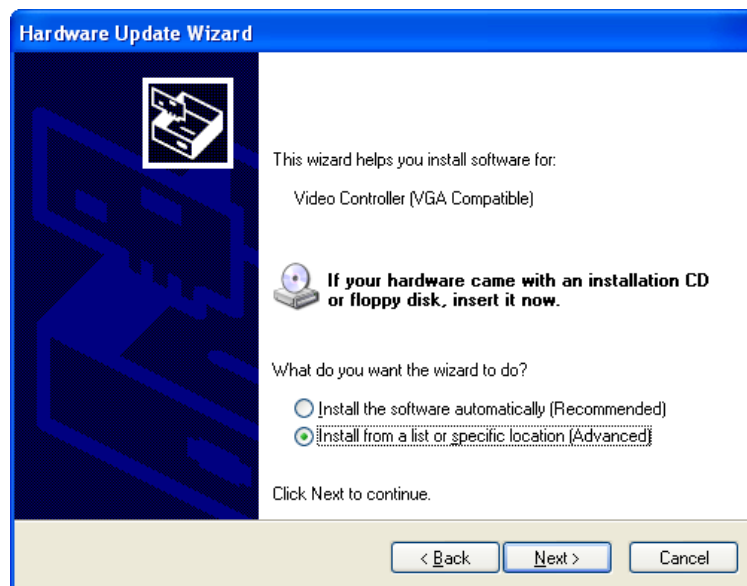 Hardware Update Wizard
This wizard helps you install software for:
Video Controller (VGA Compatible)
If your hardware came with an installation CD
or floppy disk, insert it now.
What do you want the wizard to do?
Install the software automatically (Recommended)
Install from a list or specific location (Advanced)
Click Next to continue.
< Back
Next >
Cancel